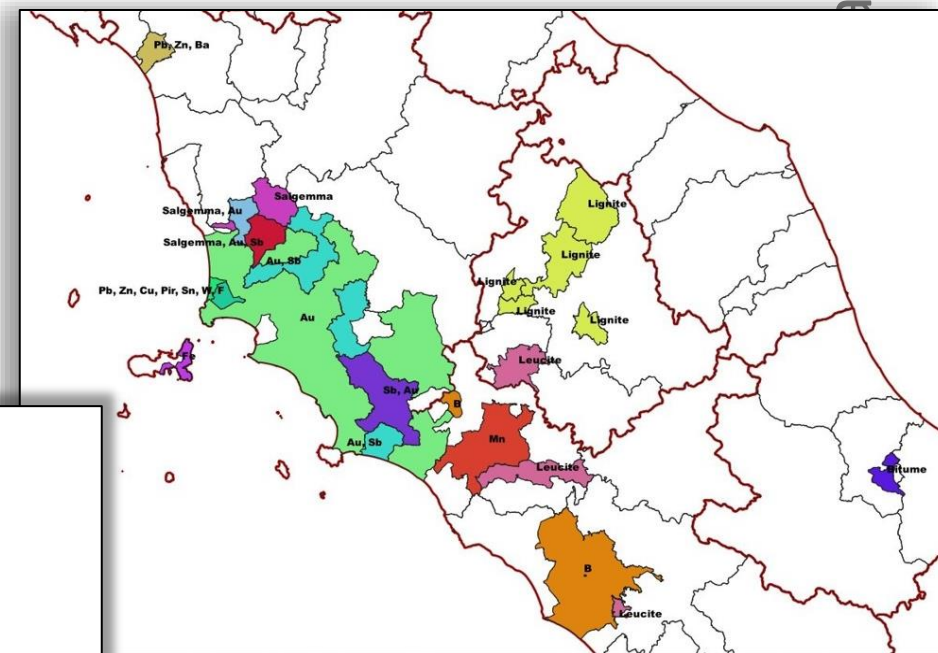 Pb, Zn, Ba
Salgemma
Salgemma, Au
Salgemma, Au, Sb
Au, Sb
Pb, Zn, Cu, Pir, Sn, W, F
Au
Fe
Sb, Au
Au, Sb
B
Mn
Lignite
Lignite
Lignite
Lignite
Lignite
Leucite
Leucite
Bitume
B
Leucite